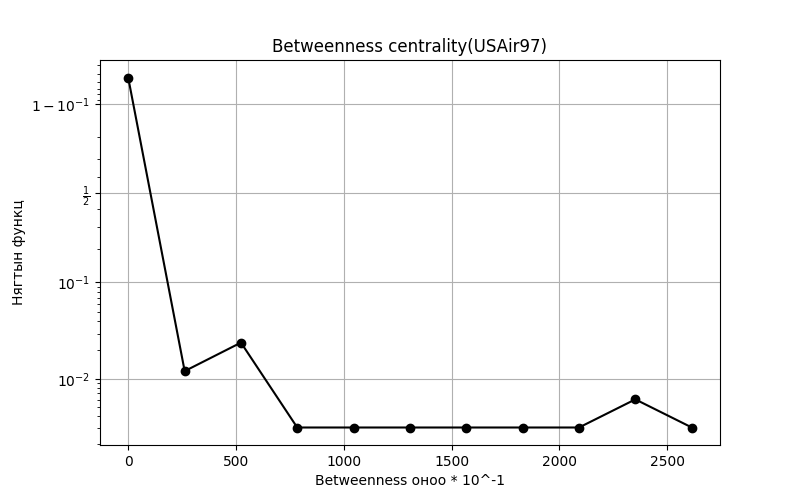 Betweenness centrality(USAir97)
Нягтын функц
1 − 10⁻¹
½
10⁻¹
10⁻²
0 500 1000 1500 2000 2500
Betweenness оноо * 10^-1